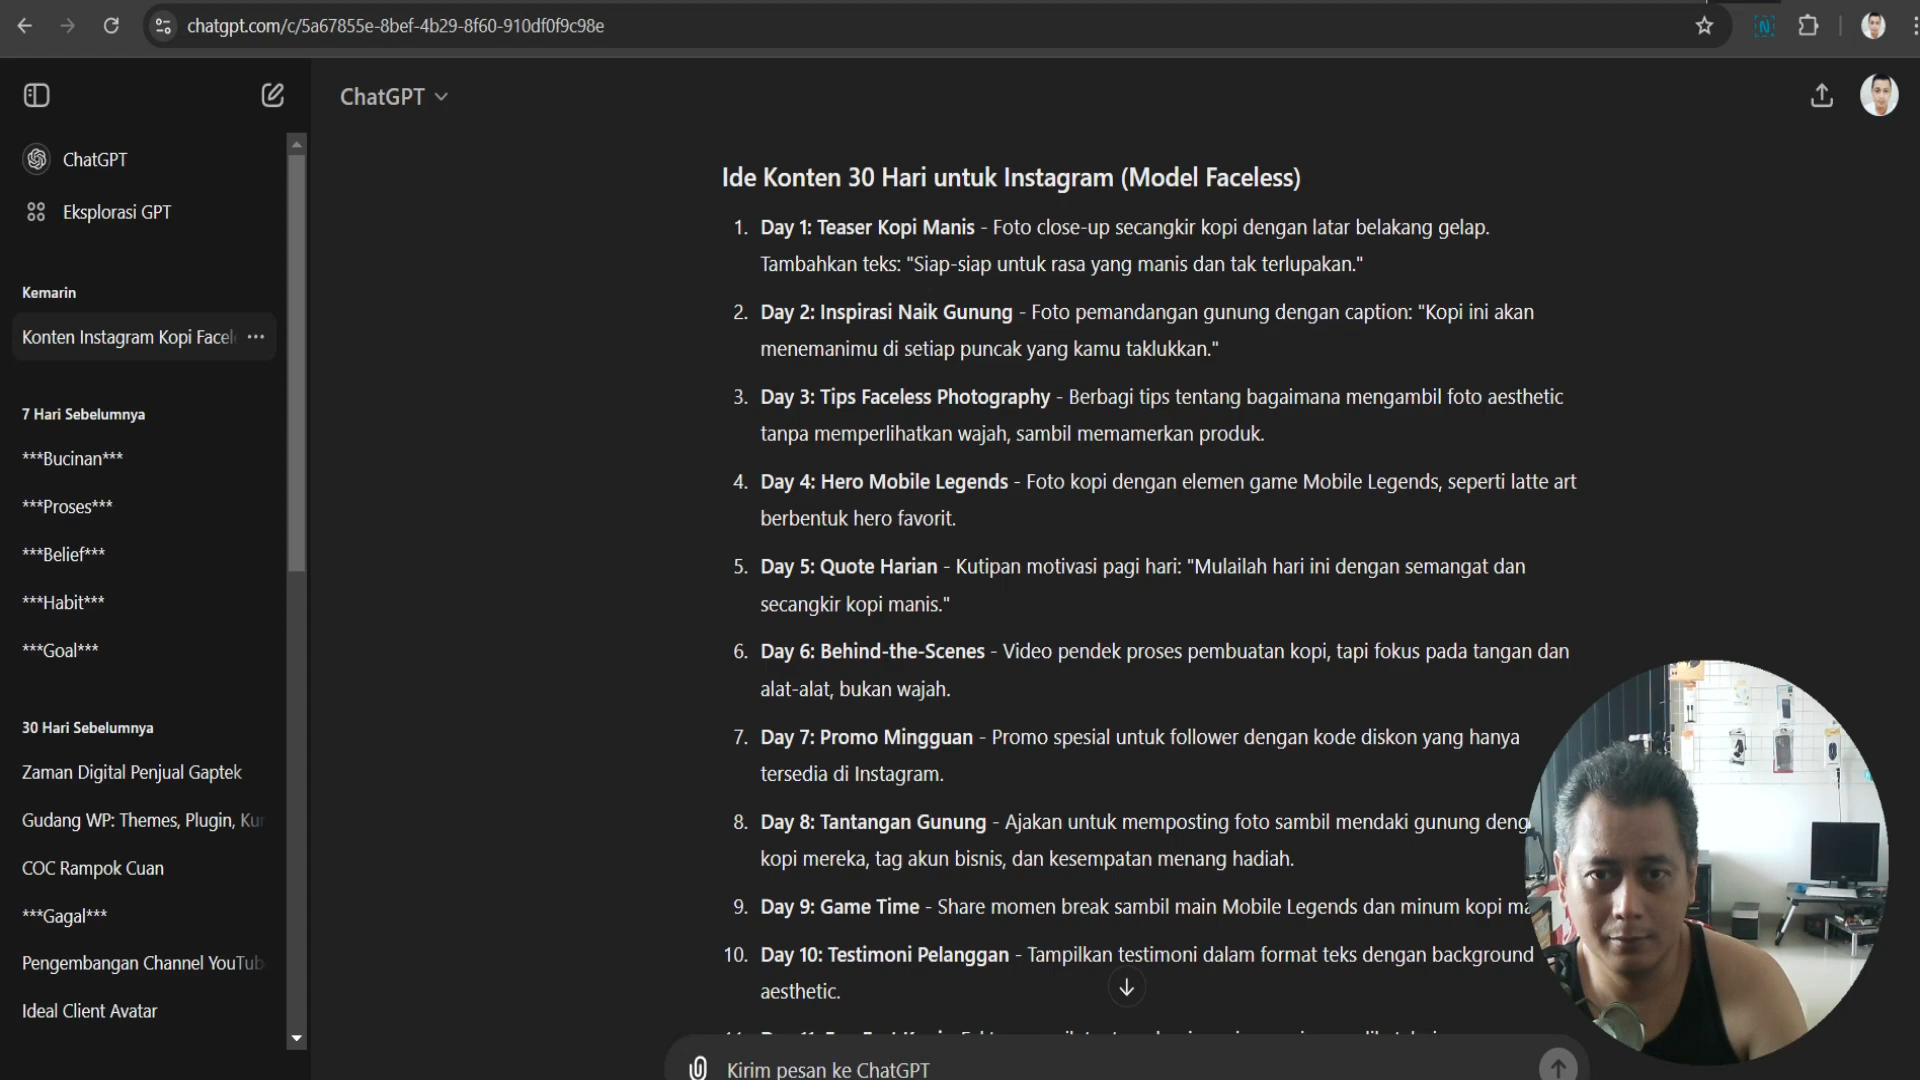 chatgpt.com/c/5a67855e-8bef-4b29-8f60-910df0f9c98e
ChatGPT
ChatGPT
Eksplorasi GPT
Kemarin
Konten Instagram Kopi Facel
7 Hari Sebelumnya
***Bucinan***
***Proses***
***Belief***
***Habit***
***Goal***
30 Hari Sebelumnya
Zaman Digital Penjual Gaptek
Gudang WP: Themes, Plugin, Kur
COC Rampok Cuan
***Gagal***
Pengembangan Channel YouTub
Ideal Client Avatar
Ide Konten 30 Hari untuk Instagram (Model Faceless)
1. Day 1: Teaser Kopi Manis - Foto close-up secangkir kopi dengan latar belakang gelap.
Tambahkan teks: "Siap-siap untuk rasa yang manis dan tak terlupakan."
2. Day 2: Inspirasi Naik Gunung - Foto pemandangan gunung dengan caption: "Kopi ini akan
menemanimu di setiap puncak yang kamu taklukkan."
3. Day 3: Tips Faceless Photography - Berbagi tips tentang bagaimana mengambil foto aesthetic
tanpa memperlihatkan wajah, sambil memamerkan produk.
4. Day 4: Hero Mobile Legends - Foto kopi dengan elemen game Mobile Legends, seperti latte art
berbentuk hero favorit.
5. Day 5: Quote Harian - Kutipan motivasi pagi hari: "Mulailah hari ini dengan semangat dan
secangkir kopi manis."
6. Day 6: Behind-the-Scenes - Video pendek proses pembuatan kopi, tapi fokus pada tangan dan
alat-alat, bukan wajah.
7. Day 7: Promo Mingguan - Promo spesial untuk follower dengan kode diskon yang hanya
tersedia di Instagram.
8. Day 8: Tantangan Gunung - Ajakan untuk memposting foto sambil mendaki gunung deng
kopi mereka, tag akun bisnis, dan kesempatan menang hadiah.
9. Day 9: Game Time - Share momen break sambil main Mobile Legends dan minum kopi ma
10. Day 10: Testimoni Pelanggan - Tampilkan testimoni dalam format teks dengan background
aesthetic.
Kirim pesan ke ChatGPT